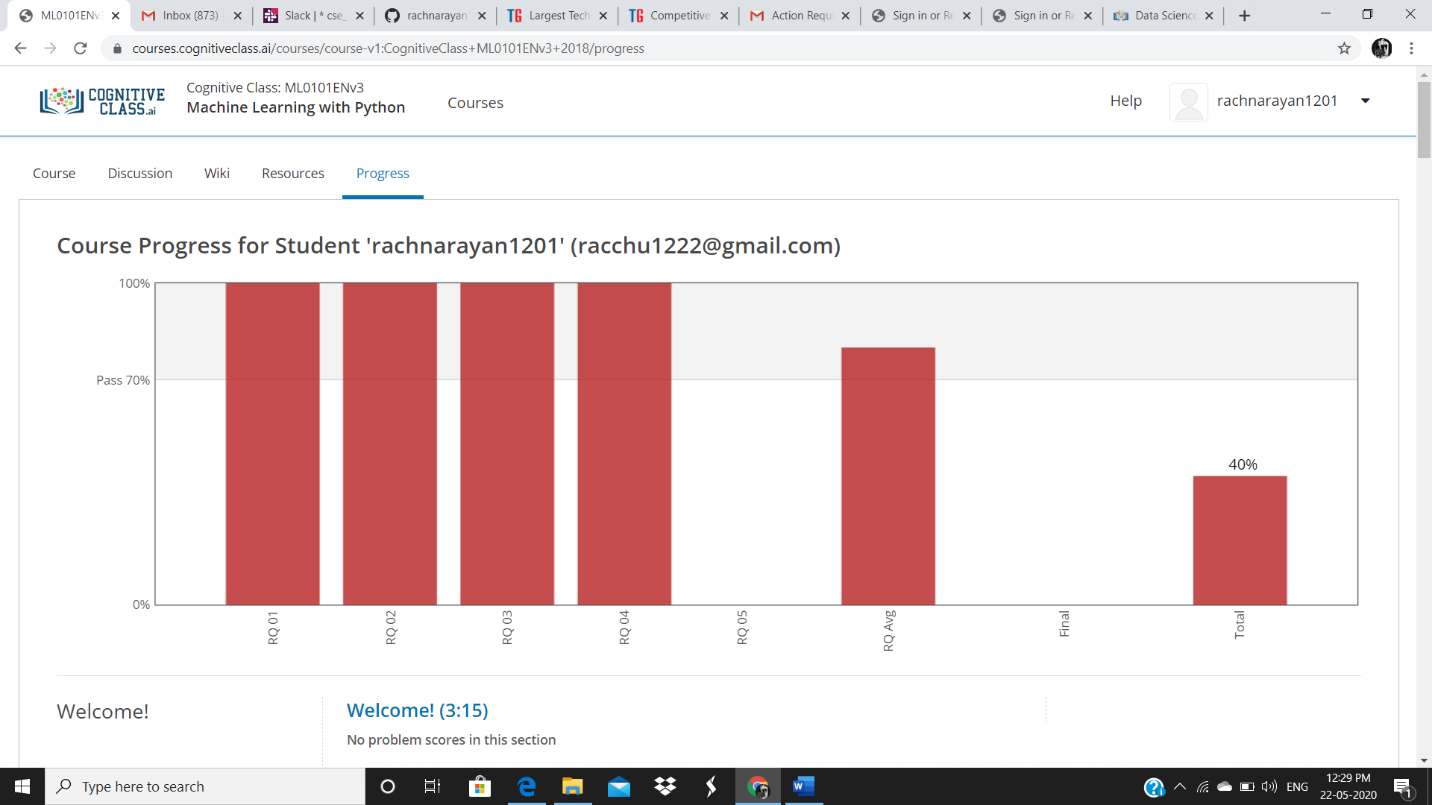 ML0101ENv
Inbox (873)
Slack | * cse_
rachnarayan
TG Largest Tech
TG Competitive
Action Requ
Sign in or Re
Sign in or Re
Data Science
courses.cognitiveclass.ai/courses/course-v1:CognitiveClass+ML0101ENv3+2018/progress
COGNITIVE CLASS.ai
Cognitive Class: ML0101ENv3
Machine Learning with Python
Courses
Help
rachnarayan1201
Course
Discussion
Wiki
Resources
Progress
Course Progress for Student 'rachnarayan1201' (racchu1222@gmail.com)
100%
Pass 70%
40%
0%
RQ 01
RQ 02
RQ 03
RQ 04
RQ 05
RQ Avg
Final
Total
Welcome!
Welcome! (3:15)
No problem scores in this section
Type here to search
ENG
12:29 PM
22-05-2020
1